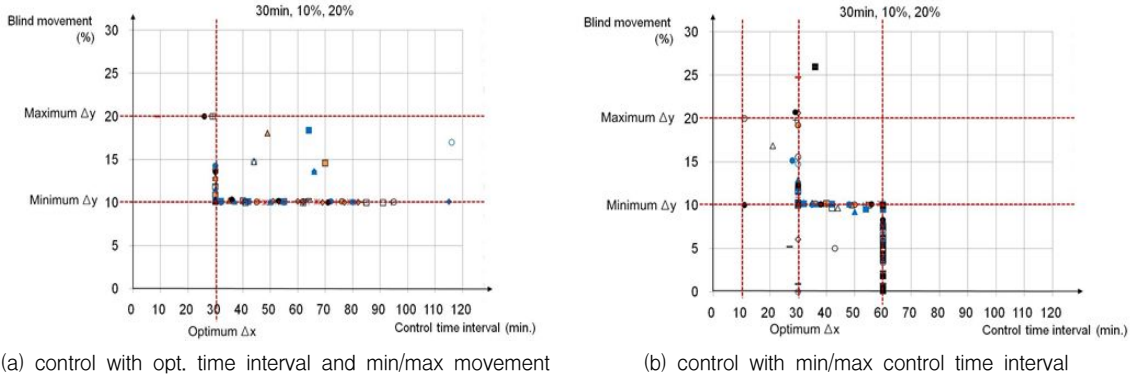 30min, 10%, 20%
Blind movement
(%)
30
25
Maximum Δy 20
15
Minimum Δy 10
5
0
0 10 20 30 40 50 60 70 80 90 100 110 120
Optimum Δx
Control time interval (min.)
(a) control with opt. time interval and min/max movement
30min, 10%, 20%
Blind movement
(%)
30
25
Maximum Δy 20
15
Minimum Δy 10
5
0
0 10 20 30 40 50 60 70 80 90 100 110 120
Optimum Δx
Control time interval (min.)
(b) control with min/max control time interval